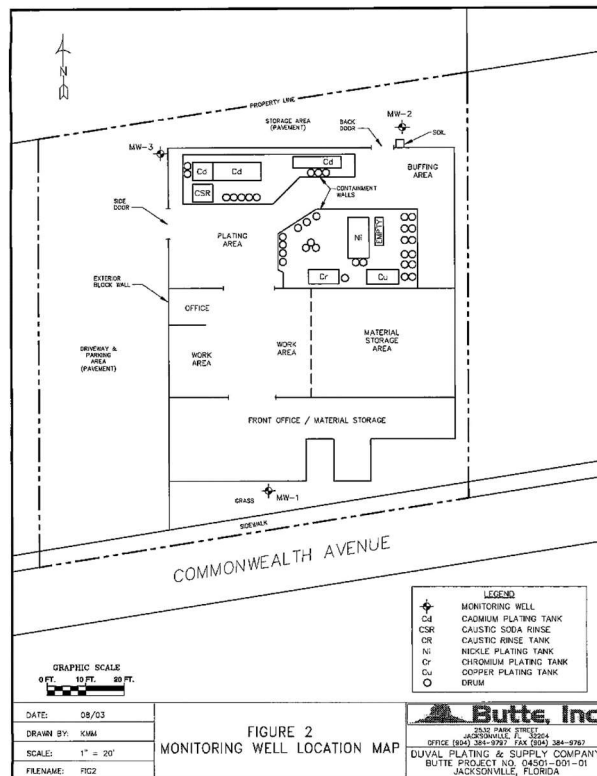 N
PROPERTY LINE
STORAGE AREA
(PAVEMENT)
BACK
DOOR
MW-2
SOIL
MW-3
BUFFING
AREA
Cd
Cd
Cd
CSR
CONTAINMENT
WALLS
SIDE
DOOR
PLATING
AREA
Ni
EMPTY
Cr
Cu
EXTERIOR
BLOCK WALL
OFFICE
DRIVEWAY &
PARKING
AREA
(PAVEMENT)
WORK
AREA
WORK
AREA
MATERIAL
STORAGE
AREA
FRONT OFFICE / MATERIAL STORAGE
GRASS
MW-1
SIDEWALK
COMMONWEALTH AVENUE
LEGEND
MONITORING WELL
Cd CADMIUM PLATING TANK
CSR CAUSTIC SODA RINSE
CR CAUSTIC RINSE TANK
Ni NICKLE PLATING TANK
Cr CHROMIUM PLATING TANK
Cu COPPER PLATING TANK
DRUM
GRAPHIC SCALE
0 FT. 10 FT. 20 FT.
DATE: 08/03
DRAWN BY: KMM
SCALE: 1" = 20'
FILENAME: FIG2
FIGURE 2
MONITORING WELL LOCATION MAP
Butte, Inc
2532 PARK STREET
JACKSONVILLE, FL 32204
OFFICE (904) 384-9797 FAX (904) 384-9767
DUVAL PLATING & SUPPLY COMPANY
BUTTE PROJECT NO. 04501-001-01
JACKSONVILLE, FLORIDA